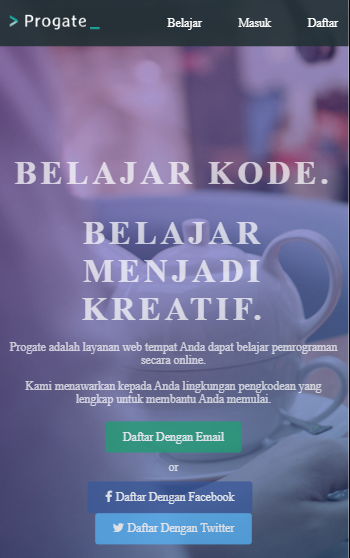 > Progate _
Belajar Masuk Daftar
BELAJAR KODE.
BELAJAR
MENJADI
KREATIF.
Progate adalah layanan web tempat Anda dapat belajar pemrograman
secara online.
Kami menawarkan kepada Anda lingkungan pengkodean yang
lengkap untuk membantu Anda memulai.
Daftar Dengan Email
or
Daftar Dengan Facebook
Daftar Dengan Twitter